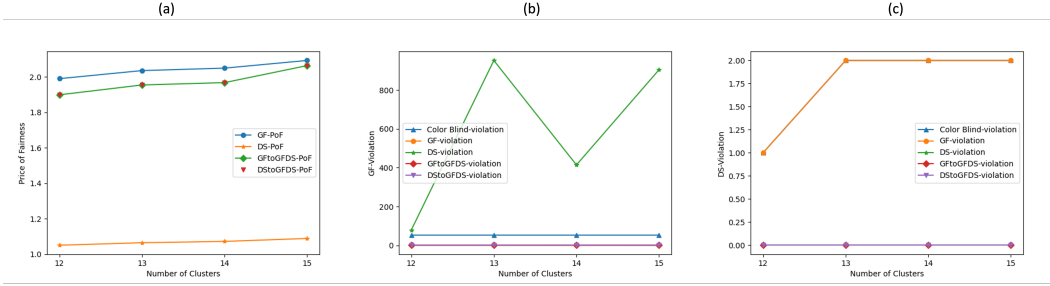 (a)
2.0
1.8
1.6
1.4
1.2
1.0
Price of Fairness
GF-PoF
DS-PoF
GFtoGFDS-PoF
DStoGFDS-PoF
12 13 14 15
Number of Clusters
(b)
800
600
400
200
0
GF-Violation
Color Blind-violation
GF-violation
DS-violation
GFtoGFDS-violation
DStoGFDS-violation
12 13 14 15
Number of Clusters
(c)
2.00
1.75
1.50
1.25
1.00
0.75
0.50
0.25
0.00
DS-Violation
Color Blind-violation
GF-violation
DS-violation
GFtoGFDS-violation
DStoGFDS-violation
12 13 14 15
Number of Clusters